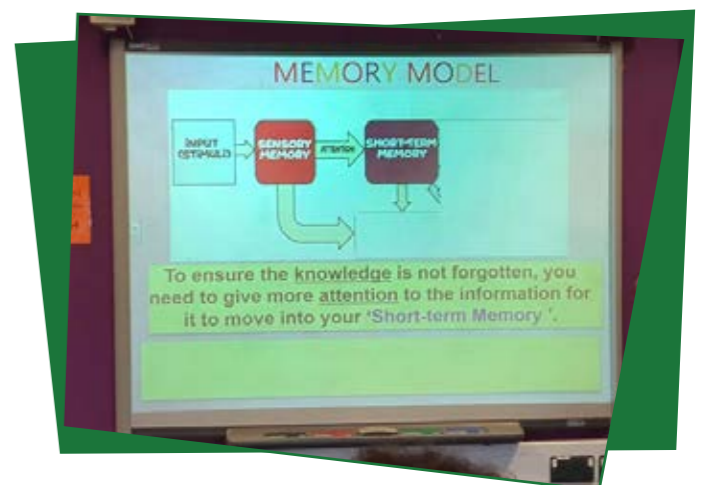 MEMORY MODEL
INPUT
(STIMULI)
SENSORY
MEMORY
ATTENTION
SHORT-TERM
MEMORY
To ensure the knowledge is not forgotten, you
need to give more attention to the information for
it to move into your ‘Short-term Memory ’.